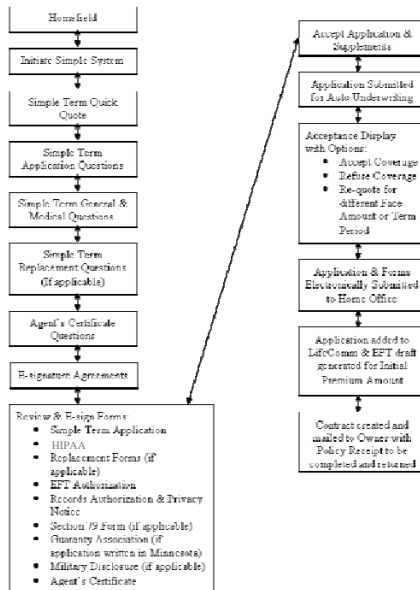 Homefield
Initiate Simple System
Simple Term Quick
Quote
Simple Term
Application Questions
Simple Term General &
Medical Questions
Simple Term
Replacement Questions
(If applicable)
Agent's Certificate
Questions
E-signature Agreements
Review & E-sign Forms:
• Simple Term Application
• HIPAA
• Replacement Forms (if
applicable)
• EFT Authorization
• Records Authorization & Privacy
Notice
• Section 79 Form (if applicable)
• Guaranty Association (if
application written in Minnesota)
• Military Disclosure (if applicable)
• Agent's Certificate
Accept Application &
Supplements
Application Submitted
for Auto Underwriting
Acceptance Display
with Options:
• Accept Coverage
• Refuse Coverage
• Re-quote for
different Face
Amount or Term
Period
Application & Forms
Electronically Submitted
to Home Office
Application added to
LifeComm & EFT draft
generated for Initial
Premium Amount
Contract created and
mailed to Owner with
Policy Receipt to be
completed and returned